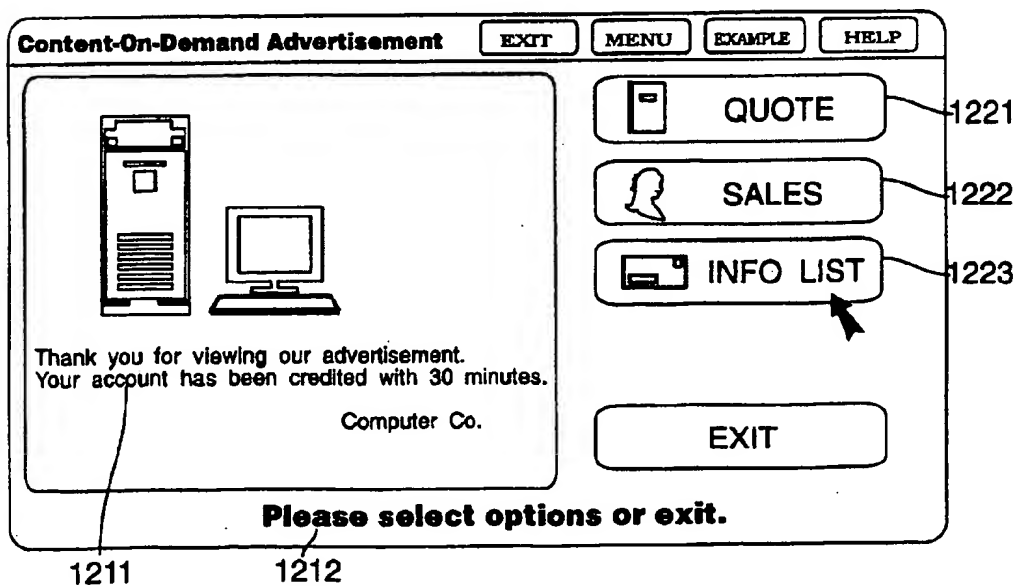 Content-On-Demand Advertisement EXIT MENU EXAMPLE HELP
QUOTE 1221
SALES 1222
INFO LIST 1223
Thank you for viewing our advertisement.
Your account has been credited with 30 minutes.
Computer Co.
EXIT
Please select options or exit.
1211 1212